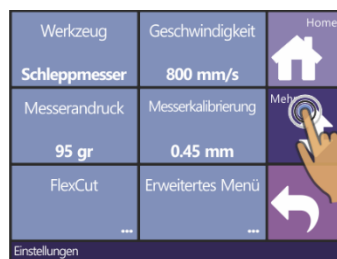 Werkzeug
Schleppmesser
Geschwindigkeit
800 mm/s
Home
Messerandruck
95 gr
Messerkalibrierung
0.45 mm
FlexCut
...
Erweitertes Menü
...
Einstellungen